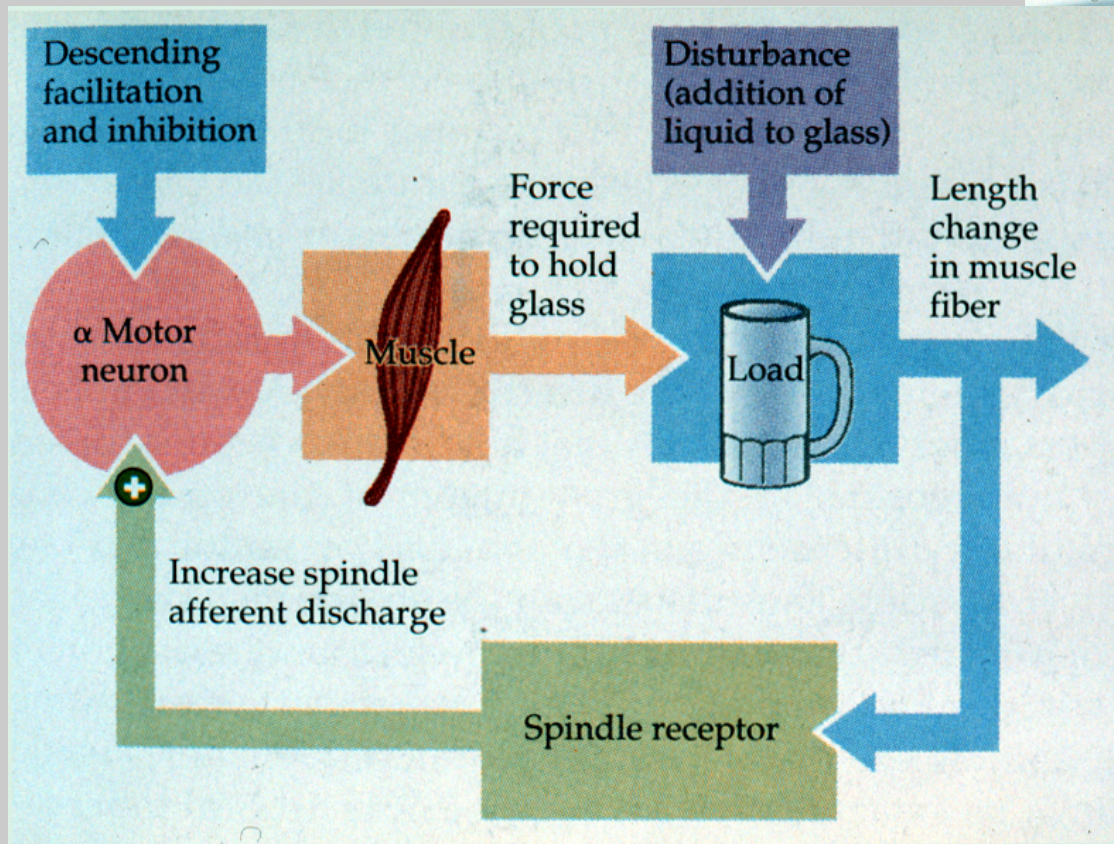 Descending
facilitation
and inhibition
Disturbance
(addition of
liquid to glass)
Force
required
to hold
glass
Length
change
in muscle
fiber
α Motor
neuron
Muscle
Load
+
Increase spindle
afferent discharge
Spindle receptor